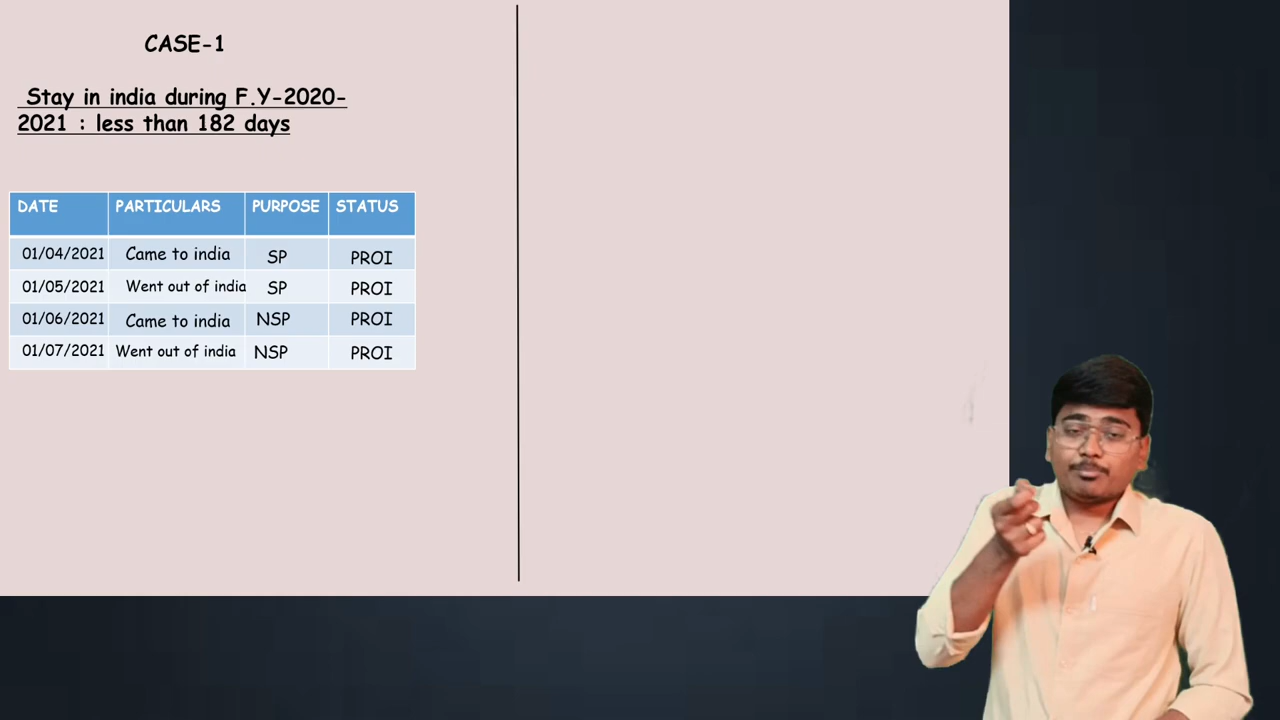 CASE-1
Stay in india during F.Y-2020-
2021 : less than 182 days
DATE PARTICULARS PURPOSE STATUS
01/04/2021 Came to india SP PROI
01/05/2021 Went out of india SP PROI
01/06/2021 Came to india NSP PROI
01/07/2021 Went out of india NSP PROI